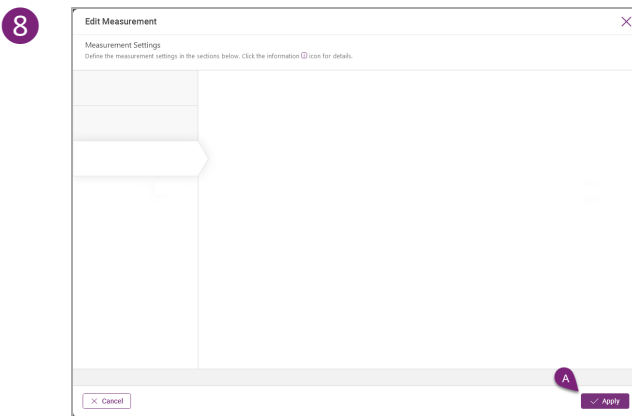 8
Edit Measurement
Measurement Settings
Define the measurement settings in the sections below. Click the information ⓘ icon for details.
A
Cancel
Apply